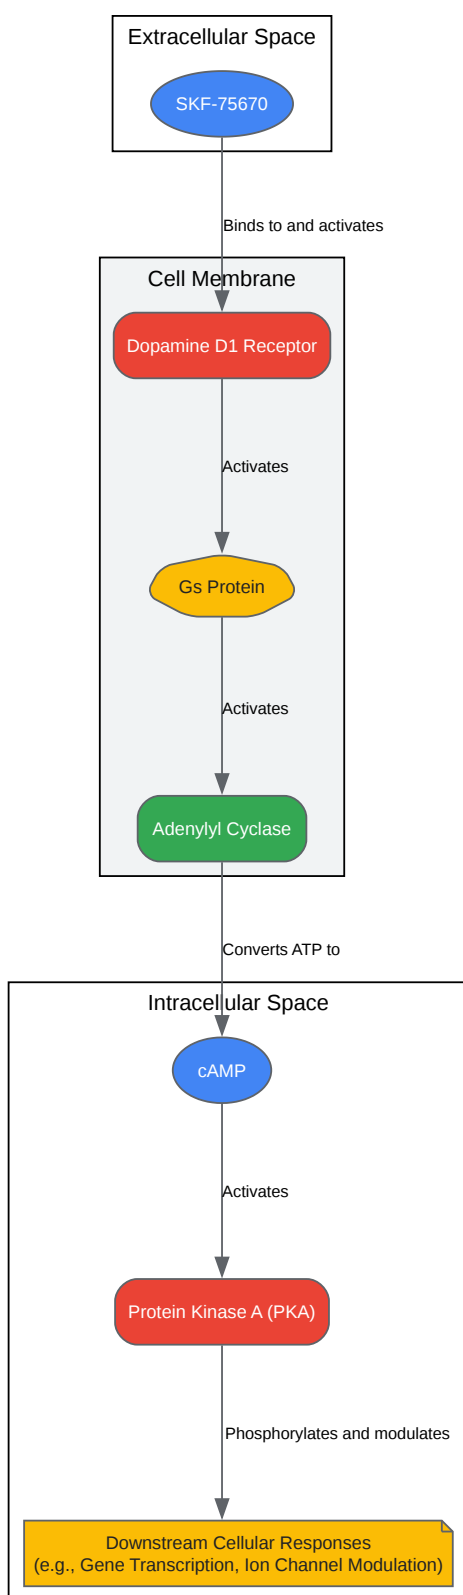 Extracellular Space
SKF-75670
Binds to and activates
Cell Membrane
Dopamine D1 Receptor
Activates
Gs Protein
Activates
Adenylyl Cyclase
Converts ATP to
Intracellular Space
cAMP
Activates
Protein Kinase A (PKA)
Phosphorylates and modulates
Downstream Cellular Responses
(e.g., Gene Transcription, Ion Channel Modulation)